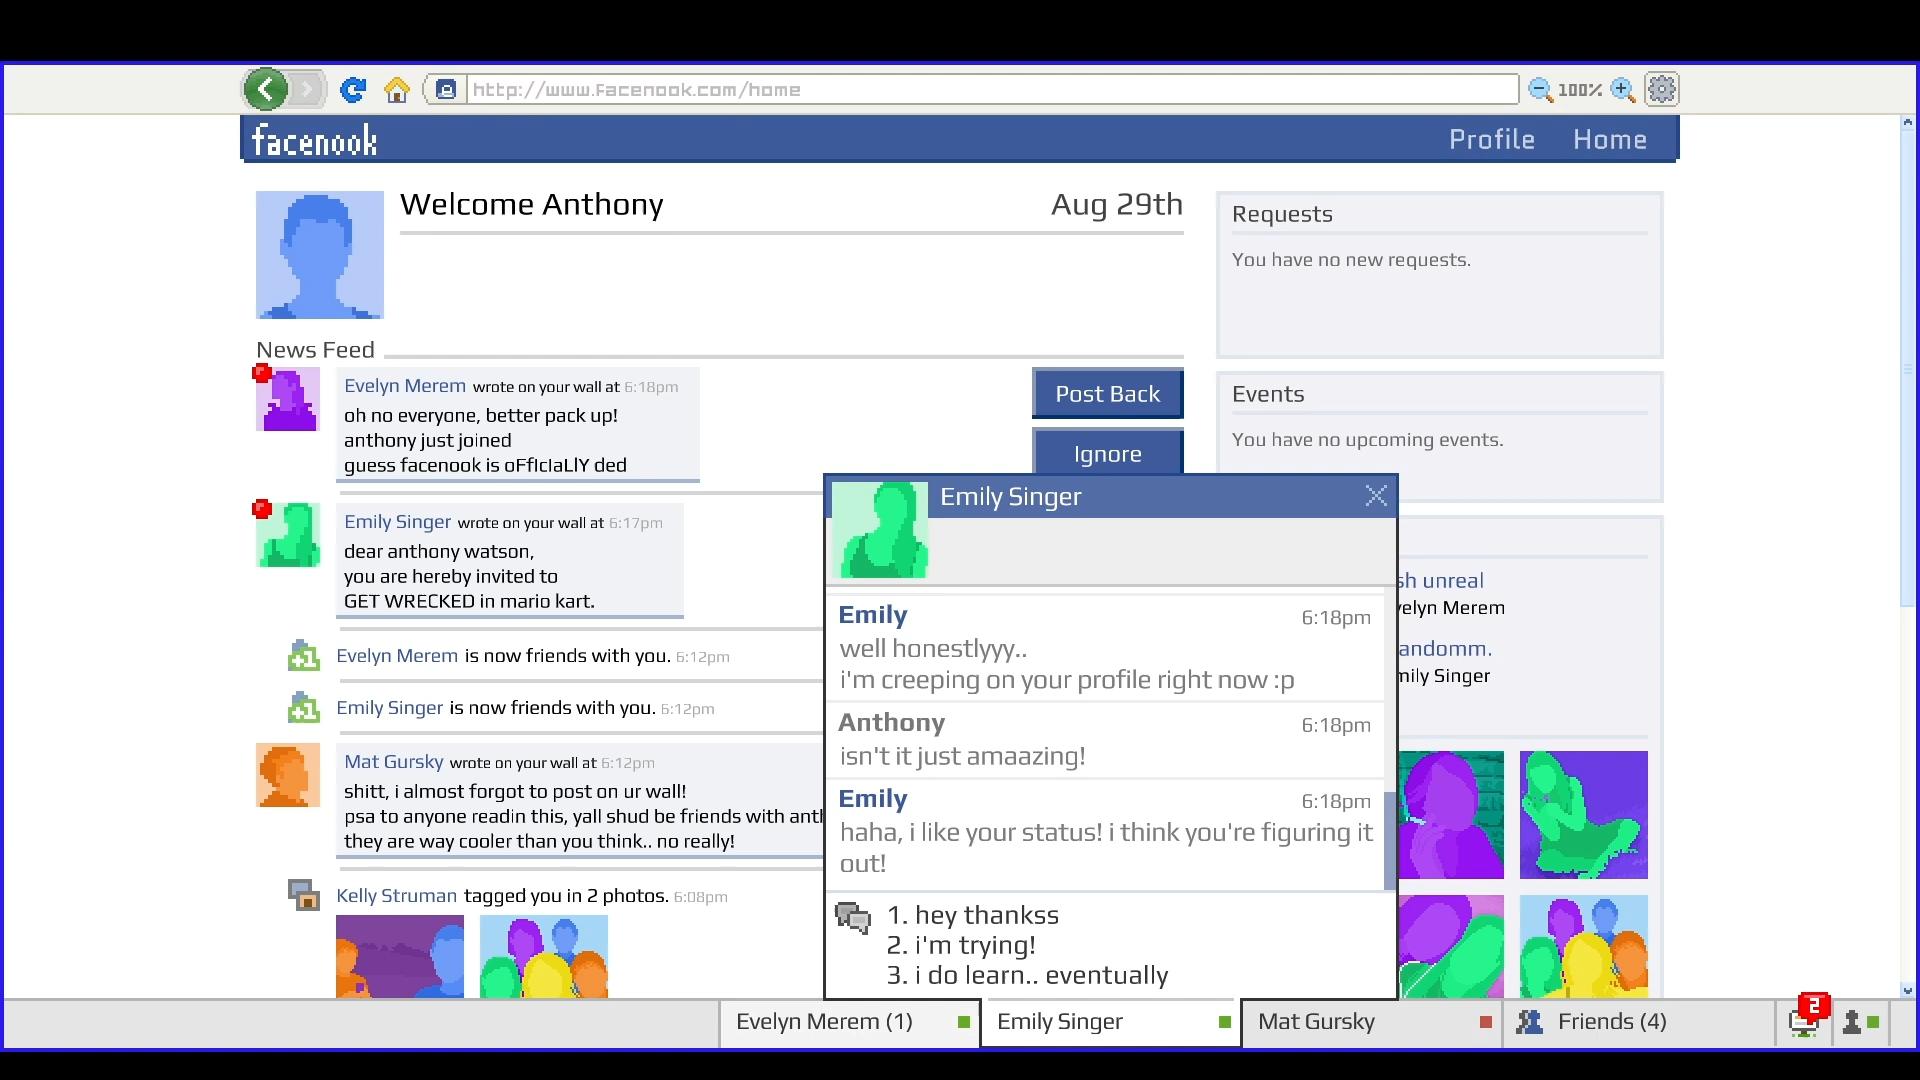 http://www.facenook.com/home
100%
facenook
Profile
Home
Welcome Anthony
Aug 29th
News Feed
Evelyn Merem wrote on your wall at 6:18pm
oh no everyone, better pack up!
anthony just joined
guess facenook is oFfIcIaLlY ded
Post Back
Ignore
Emily Singer wrote on your wall at 6:17pm
dear anthony watson,
you are hereby invited to
GET WRECKED in mario kart.
Evelyn Merem is now friends with you. 6:12pm
Emily Singer is now friends with you. 6:12pm
Mat Gursky wrote on your wall at 6:12pm
shitt, i almost forgot to post on ur wall!
psa to anyone readin this, yall shud be friends with anth
they are way cooler than you think.. no really!
Kelly Struman tagged you in 2 photos. 6:08pm
Requests
You have no new requests.
Events
You have no upcoming events.
sh unreal
velyn Merem
andomm.
mily Singer
Emily Singer
Emily 6:18pm
well honestlyyy..
i'm creeping on your profile right now :p
Anthony 6:18pm
isn't it just amaazing!
Emily 6:18pm
haha, i like your status! i think you're figuring it
out!
1. hey thankss
2. i'm trying!
3. i do learn.. eventually
Evelyn Merem (1)
Emily Singer
Mat Gursky
Friends (4)
2